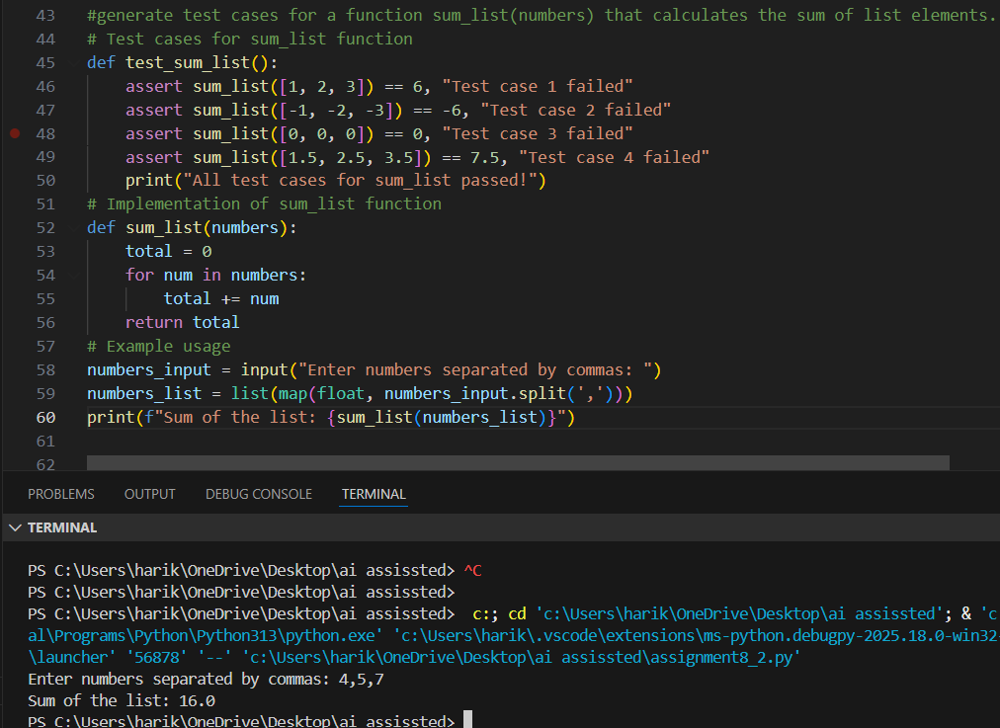 43 #generate test cases for a function sum_list(numbers) that calculates the sum of list elements.
44 # Test cases for sum_list function
45 def test_sum_list():
46     assert sum_list([1, 2, 3]) == 6, "Test case 1 failed"
47     assert sum_list([-1, -2, -3]) == -6, "Test case 2 failed"
48     assert sum_list([0, 0, 0]) == 0, "Test case 3 failed"
49     assert sum_list([1.5, 2.5, 3.5]) == 7.5, "Test case 4 failed"
50     print("All test cases for sum_list passed!")
51 # Implementation of sum_list function
52 def sum_list(numbers):
53     total = 0
54     for num in numbers:
55         total += num
56     return total
57 # Example usage
58 numbers_input = input("Enter numbers separated by commas: ")
59 numbers_list = list(map(float, numbers_input.split(',')))
60 print(f"Sum of the list: {sum_list(numbers_list)}")
61
62
PROBLEMS OUTPUT DEBUG CONSOLE TERMINAL
TERMINAL
PS C:\Users\harik\OneDrive\Desktop\ai assissted> ^C
PS C:\Users\harik\OneDrive\Desktop\ai assissted>
PS C:\Users\harik\OneDrive\Desktop\ai assissted>  c:; cd 'c:\Users\harik\OneDrive\Desktop\ai assissted'; & 'c
al\Programs\Python\Python313\python.exe' 'c:\Users\harik\.vscode\extensions\ms-python.debugpy-2025.18.0-win32-
\launcher' '56878' '--' 'c:\Users\harik\OneDrive\Desktop\ai assissted\assignment8_2.py'
Enter numbers separated by commas: 4,5,7
Sum of the list: 16.0
PS C:\Users\harik\OneDrive\Desktop\ai assissted>